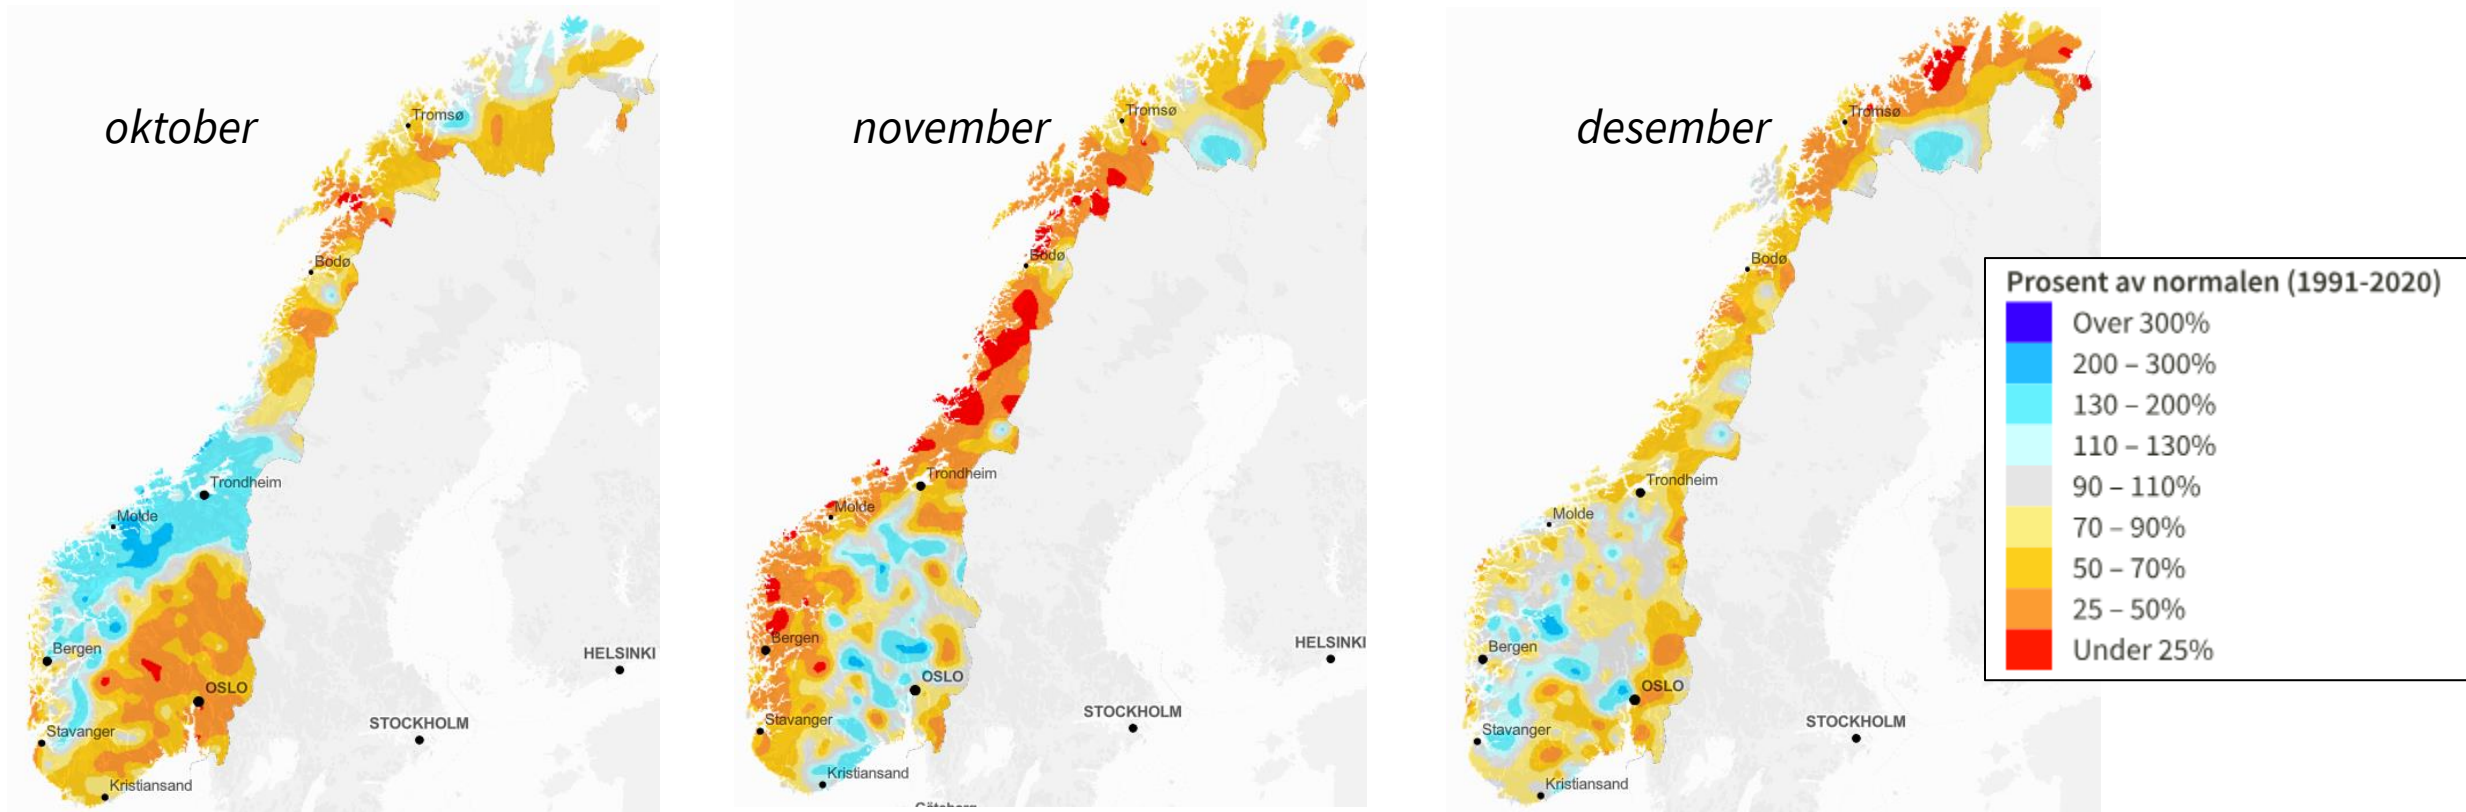 oktober
Tromsø
Bodø
Trondheim
Molde
Bergen
HELSINKI
OSLO
STOCKHOLM
Stavanger
Kristiansand
november
Tromsø
Bodø
Trondheim
Molde
Bergen
HELSINKI
OSLO
STOCKHOLM
Stavanger
Kristiansand
Göteborg
desember
Tromsø
Bodø
Trondheim
Molde
Bergen
OSLO
STOCKHOLM
Stavanger
Kristiansand
Prosent av normalen (1991-2020)
Over 300%
200 – 300%
130 – 200%
110 – 130%
90 – 110%
70 – 90%
50 – 70%
25 – 50%
Under 25%